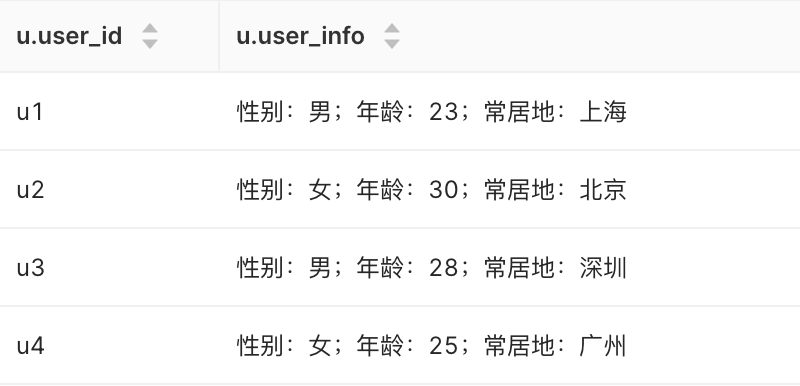 u.user_id u.user_info
u1 性别：男；年龄：23；常居地：上海
u2 性别：女；年龄：30；常居地：北京
u3 性别：男；年龄：28；常居地：深圳
u4 性别：女；年龄：25；常居地：广州